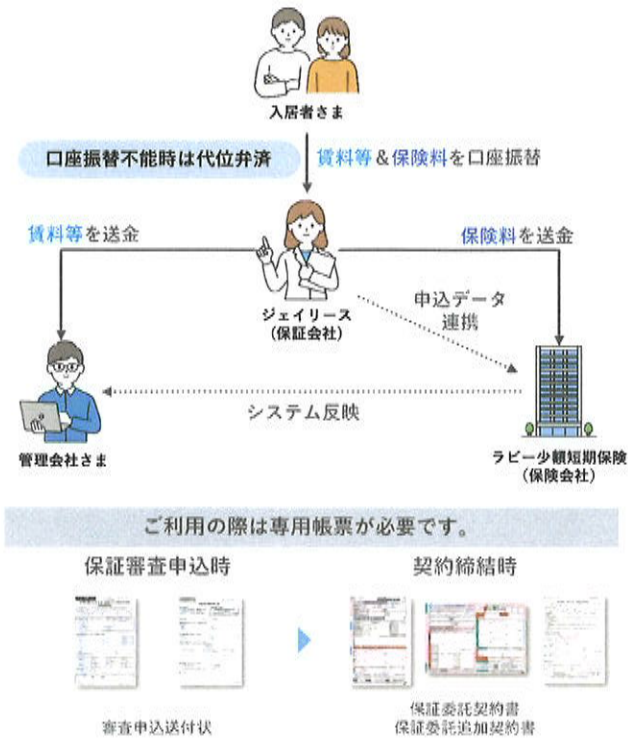 入居者さま
口座振替不能時は代位弁済
賃料等&保険料を口座振替
賃料等を送金
保険料を送金
ジェイリース
(保証会社)
申込データ
連携
システム反映
管理会社さま
ラビー少額短期保険
(保険会社)
ご利用の際は専用帳票が必要です。
保証審査申込時
契約締結時
審査申込送付状
保証委託契約書
保証委託追加契約書